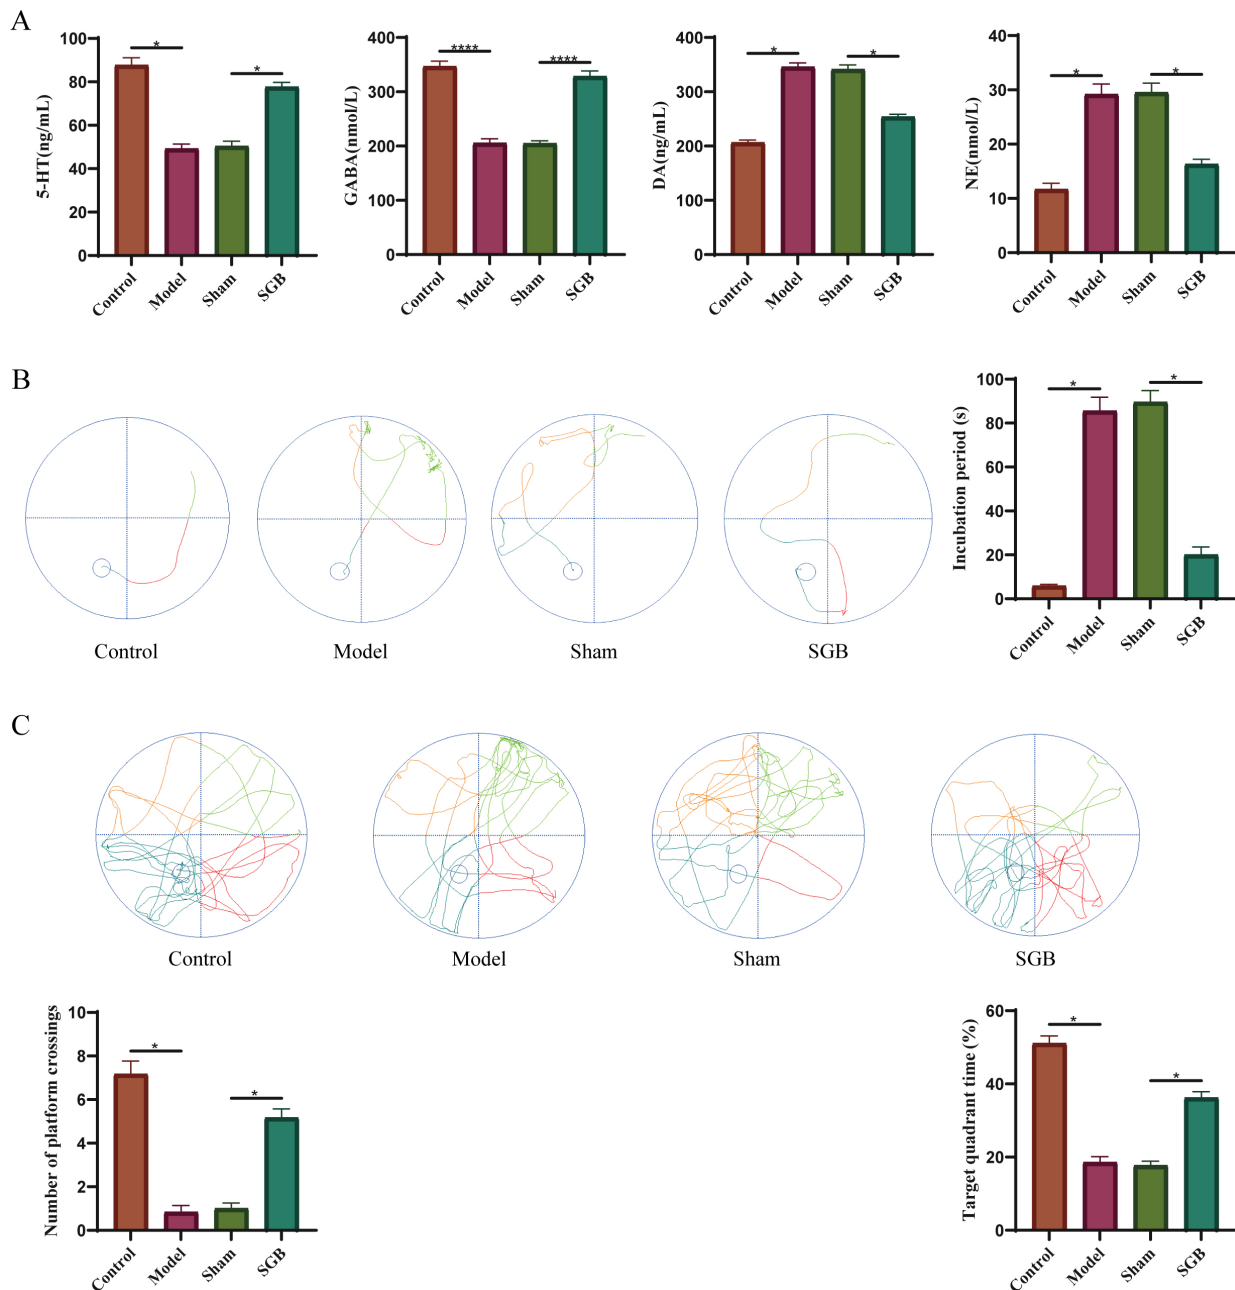 A
5-HT(ng/mL)
100
80
60
40
20
0
*
*
Control
Model
Sham
SGB
GABA(nmol/L)
400
300
200
100
0
****
****
Control
Model
Sham
SGB
DA(ng/mL)
400
300
200
100
0
*
*
Control
Model
Sham
SGB
NE(nmol/L)
40
30
20
10
0
*
*
Control
Model
Sham
SGB
B
Control
Model
Sham
SGB
Incubation period (s)
100
80
60
40
20
0
*
*
Control
Model
Sham
SGB
C
Control
Model
Sham
SGB
Number of platform crossings
10
8
6
4
2
0
*
*
Control
Model
Sham
SGB
Target quadrant time (%)
60
40
20
0
*
*
Control
Model
Sham
SGB